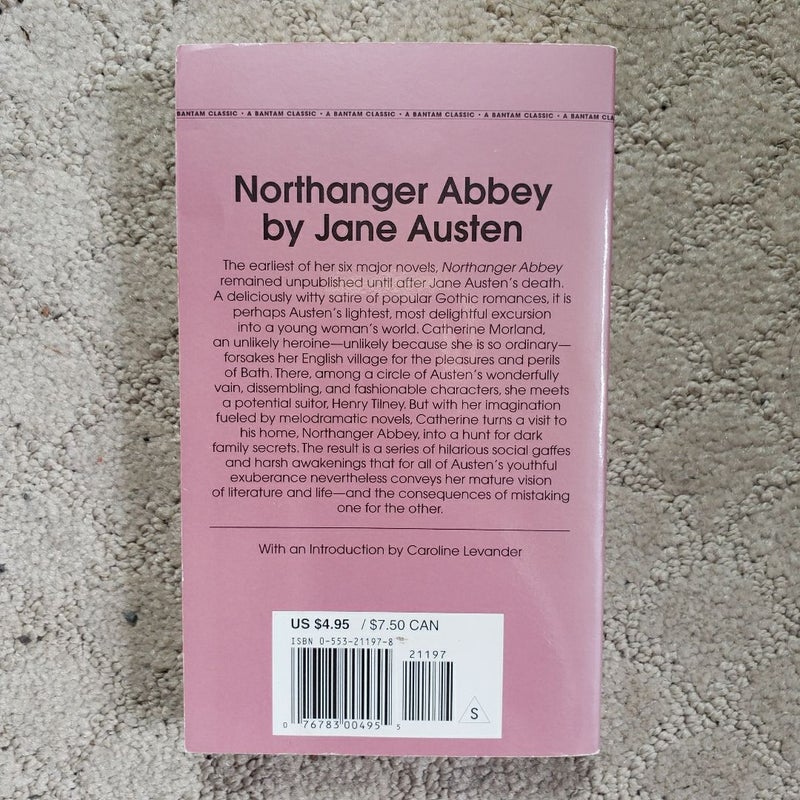 BANTAM CLASSIC • A BANTAM CLASSIC • A BANTAM CLASSIC • A BANTAM CLASSIC • A BANTAM CLASSIC • A BANTAM CLA
Northanger Abbey
by Jane Austen
The earliest of her six major novels, Northanger Abbey
remained unpublished until after Jane Austen's death.
A deliciously witty satire of popular Gothic romances, it is
perhaps Austen's lightest, most delightful excursion
into a young woman's world. Catherine Morland,
an unlikely heroine—unlikely because she is so ordinary—
forsakes her English village for the pleasures and perils
of Bath. There, among a circle of Austen's wonderfully
vain, dissembling, and fashionable characters, she meets
a potential suitor, Henry Tilney. But with her imagination
fueled by melodramatic novels, Catherine turns a visit to
his home, Northanger Abbey, into a hunt for dark
family secrets. The result is a series of hilarious social gaffes
and harsh awakenings that for all of Austen's youthful
exuberance nevertheless conveys her mature vision
of literature and life—and the consequences of mistaking
one for the other.
With an Introduction by Caroline Levander
US $4.95 / $7.50 CAN
ISBN 0-553-21197-8
21197
0 76783 00495 5
S